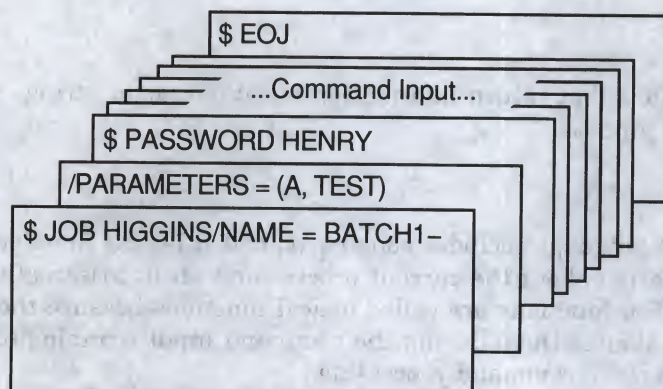 $ EOJ
...Command Input...
$ PASSWORD HENRY
/PARAMETERS = (A, TEST)
$ JOB HIGGINS/NAME = BATCH1–